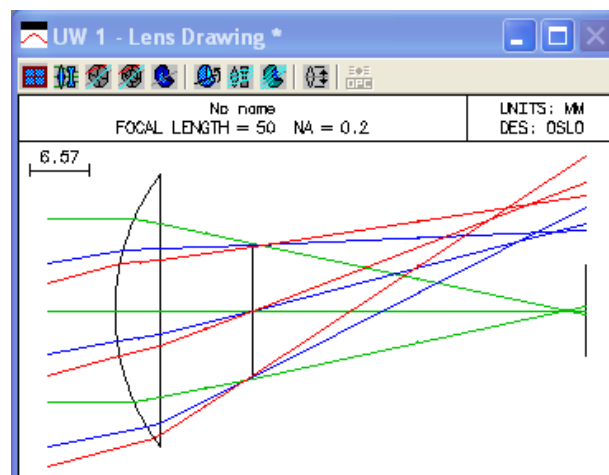 UW 1 - Lens Drawing *
No name
FOCAL LENGTH = 50 NA = 0.2
UNITS: MM
DES: OSLO
6.57